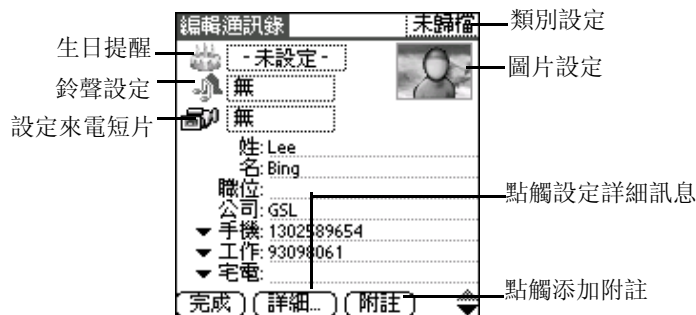 編輯通訊錄 未歸檔 類別設定
生日提醒 -未設定- 圖片設定
鈴聲設定 無
設定來電短片 無
姓: Lee
名: Bing
職位:
公司: GSL
點觸設定詳細訊息
手機: 1302589654
工作: 93098061
宅電:
完成 詳細... 附註 點觸添加附註